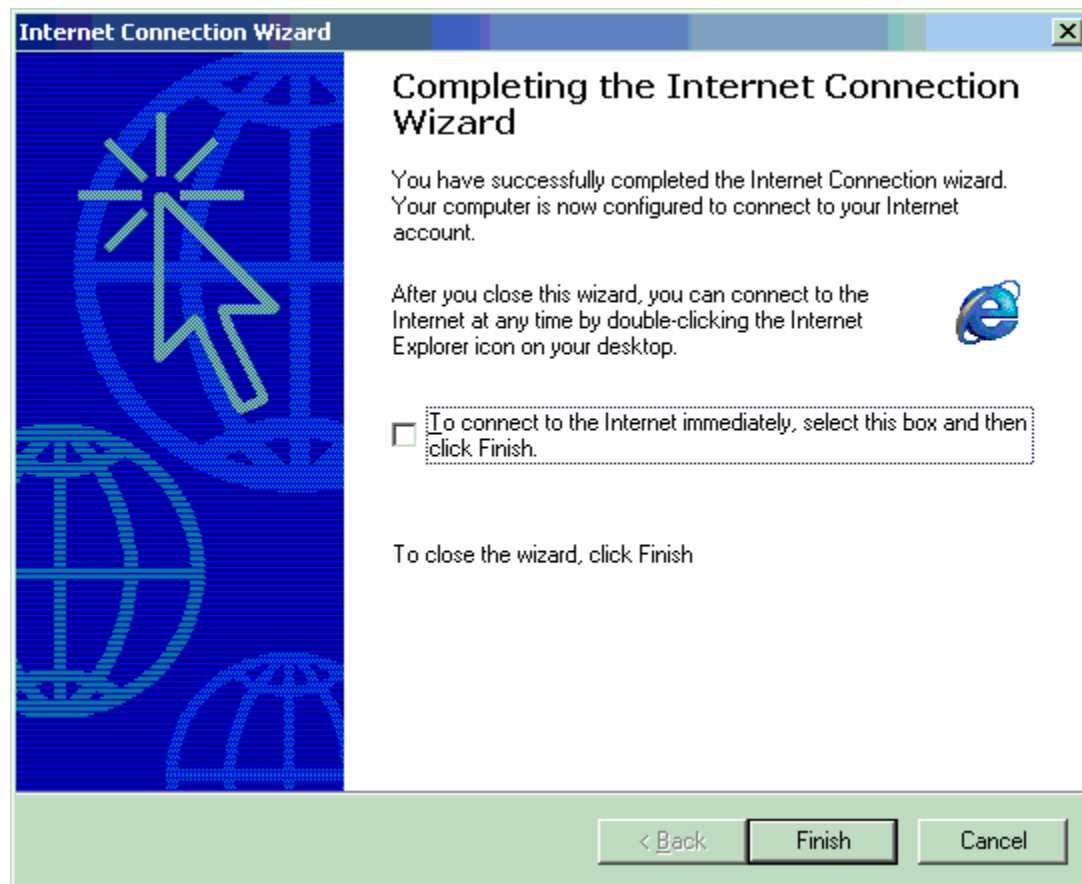 Internet Connection Wizard
Completing the Internet Connection
Wizard
You have successfully completed the Internet Connection wizard.
Your computer is now configured to connect to your Internet
account.
After you close this wizard, you can connect to the
Internet at any time by double-clicking the Internet
Explorer icon on your desktop.
To connect to the Internet immediately, select this box and then
click Finish.
To close the wizard, click Finish
< Back
Finish
Cancel